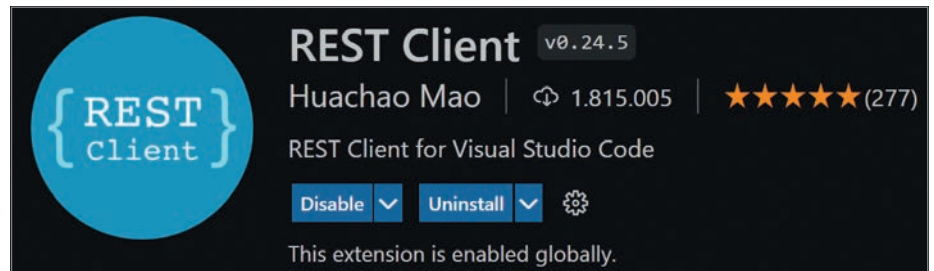 { REST
Client }
REST Client v0.24.5
Huachao Mao | 1.815.005 | ★★★★★(277)
REST Client for Visual Studio Code
Disable Uninstall
This extension is enabled globally.